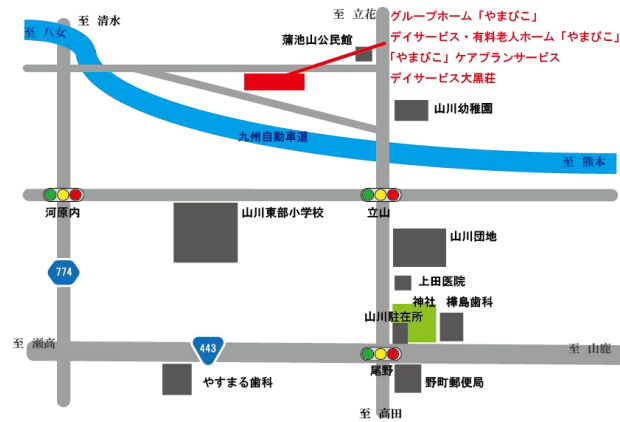 至 立花
至 清水
至 八女
グループホーム「やまびこ」
デイサービス・有料老人ホーム「やまびこ」
「やまびこ」ケアプランサービス
デイサービス大黒荘
蒲池山公民館
山川幼稚園
九州自動車道
至 熊本
河原内
山川東部小学校
立山
山川団地
774
上田医院
神社
樺島歯科
山川駐在所
至 瀬高
443
至 山鹿
尾野
やすまる歯科
野町郵便局
至 高田